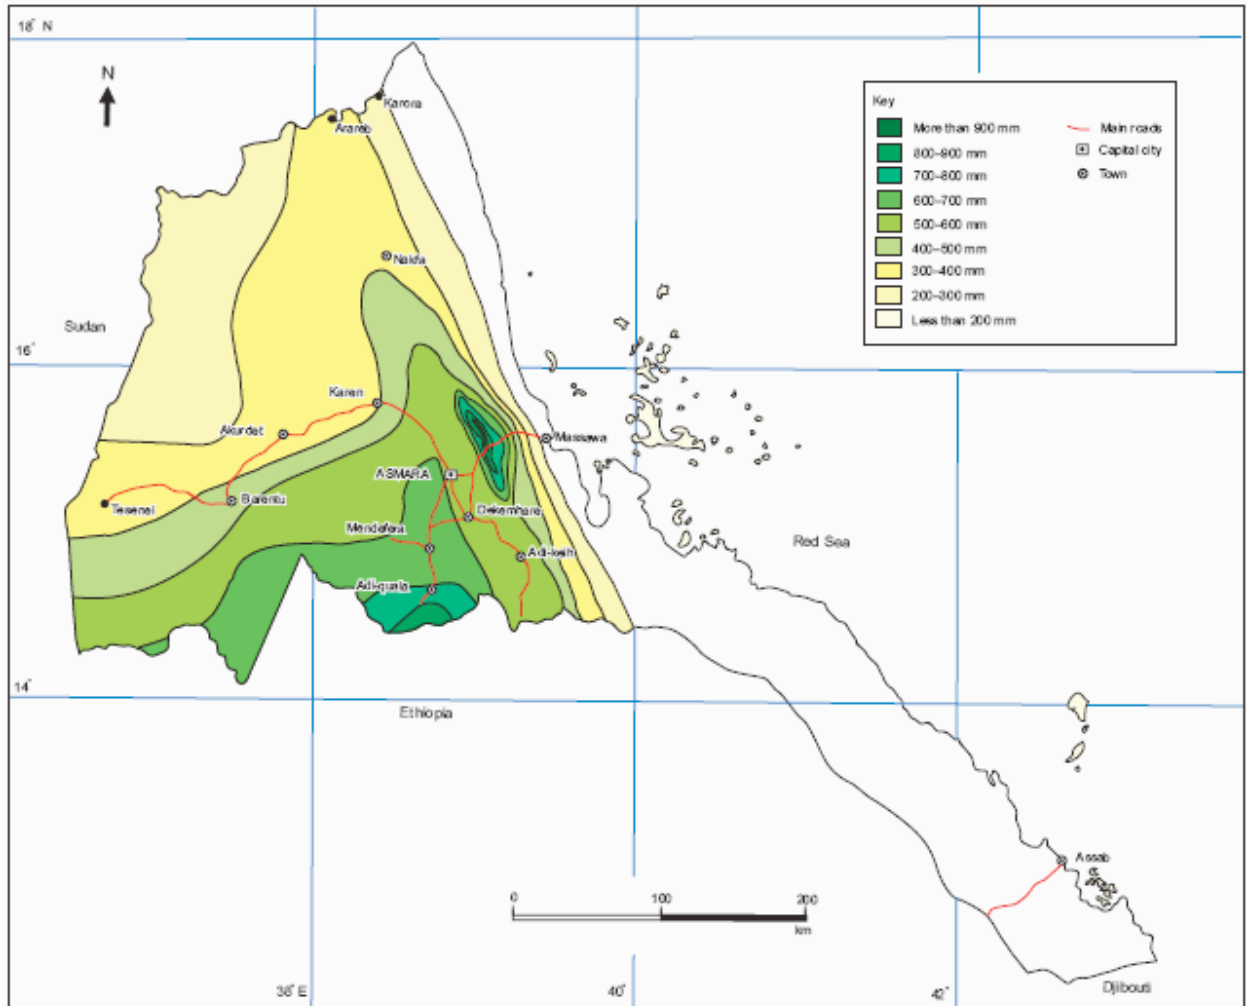 18° N
N
Karora
Arareb
Key
More than 900 mm
800–900 mm
700–800 mm
600–700 mm
500–600 mm
400–500 mm
300–400 mm
200–300 mm
Less than 200 mm
Main roads
Capital city
Town
Nakfa
Sudan
16°
Keren
Akurdat
Massawa
ASMARA
Barentu
Tesenei
Dekemhare
Mendefera
Red Sea
Adi-keih
Adi-quala
14°
Ethiopia
Assab
0 100 200
km
38° E
40°
42°
Djibouti